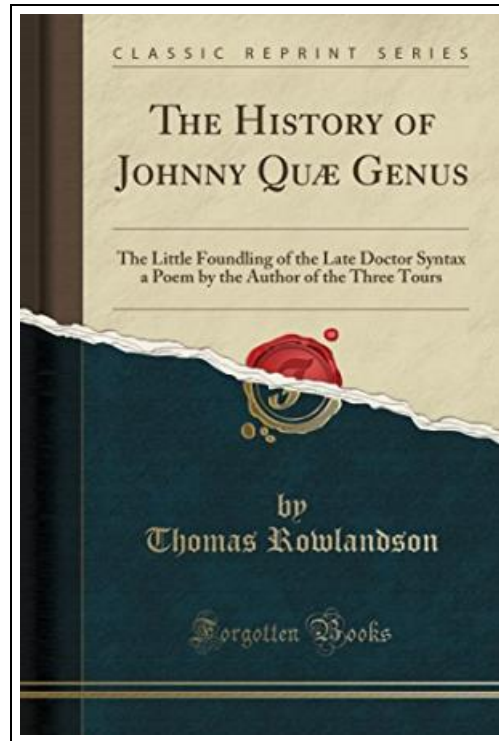 CLASSIC REPRINT SERIES
THE HISTORY OF
JOHNNY QUÆ GENUS
The Little Foundling of the Late Doctor Syntax
a Poem by the Author of the Three Tours
by
Thomas Rowlandson
Forgotten Books